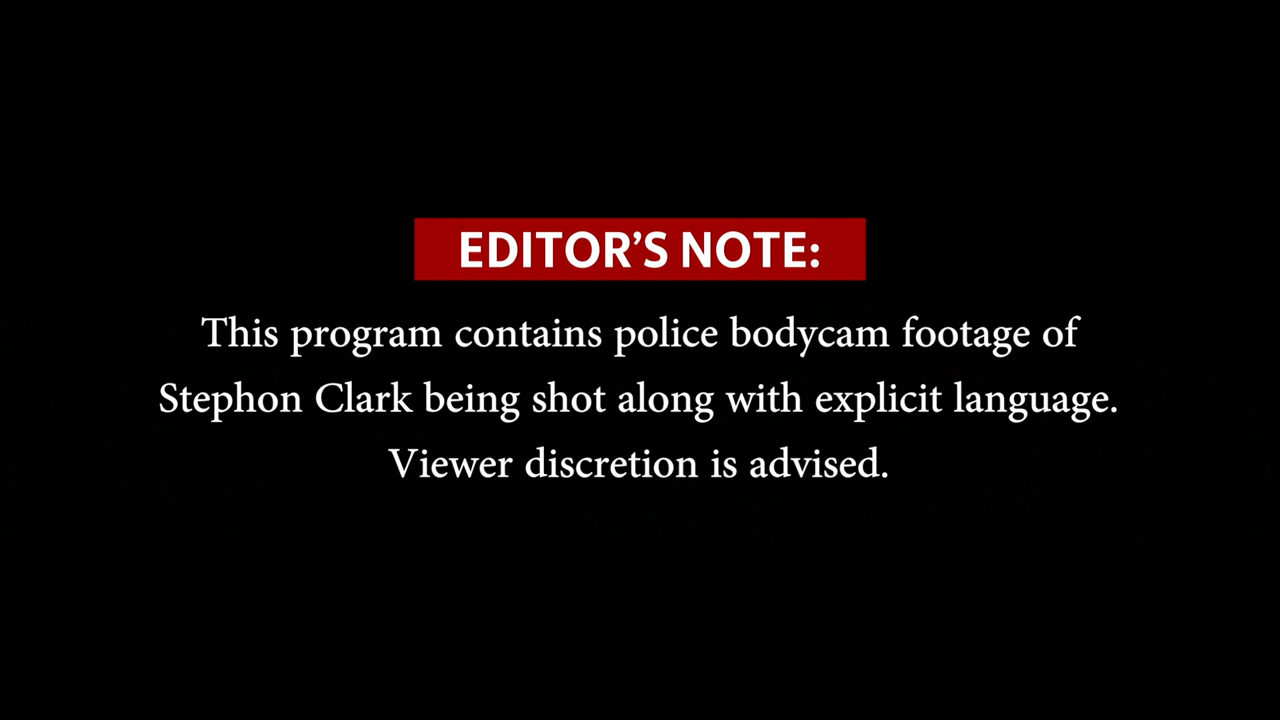 EDITOR’S NOTE:
This program contains police bodycam footage of
Stephon Clark being shot along with explicit language.
Viewer discretion is advised.